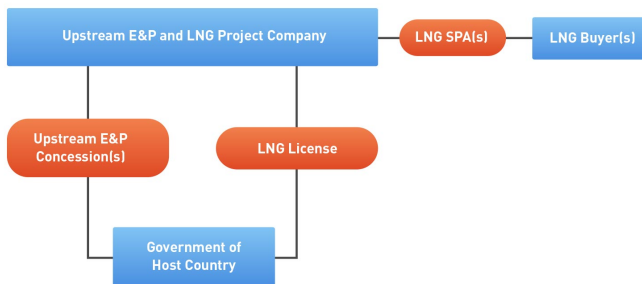 Upstream E&P and LNG Project Company
LNG SPA(s)
LNG Buyer(s)
Upstream E&P
Concession(s)
LNG License
Government of
Host Country